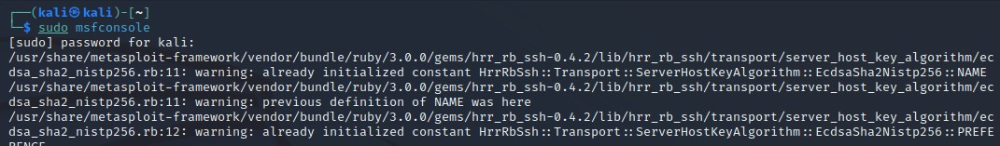 ┌──(kali㉿kali)-[~]
└─$ sudo msfconsole
[sudo] password for kali:
/usr/share/metasploit-framework/vendor/bundle/ruby/3.0.0/gems/hrr_rb_ssh-0.4.2/lib/hrr_rb_ssh/transport/server_host_key_algorithm/ec
dsa_sha2_nistp256.rb:11: warning: already initialized constant HrrRbSsh::Transport::ServerHostKeyAlgorithm::EcdsaSha2Nistp256::NAME
/usr/share/metasploit-framework/vendor/bundle/ruby/3.0.0/gems/hrr_rb_ssh-0.4.2/lib/hrr_rb_ssh/transport/server_host_key_algorithm/ec
dsa_sha2_nistp256.rb:11: warning: previous definition of NAME was here
/usr/share/metasploit-framework/vendor/bundle/ruby/3.0.0/gems/hrr_rb_ssh-0.4.2/lib/hrr_rb_ssh/transport/server_host_key_algorithm/ec
dsa_sha2_nistp256.rb:12: warning: already initialized constant HrrRbSsh::Transport::ServerHostKeyAlgorithm::EcdsaSha2Nistp256::PREFE
RENCE